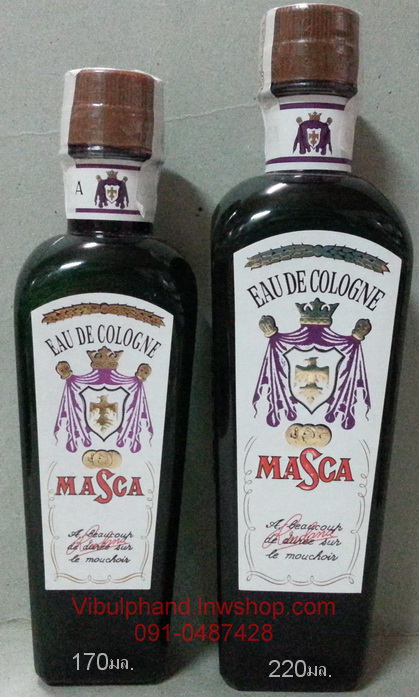 A
EAU DE COLOGNE
MASCA
A beaucoup
de durée sur
le mouchoir
EAU DE COLOGNE
MASCA
A beaucoup
de durée sur
le mouchoir
Vibulphand.lnwshop.com
091-0487428
170มล.
220มล.